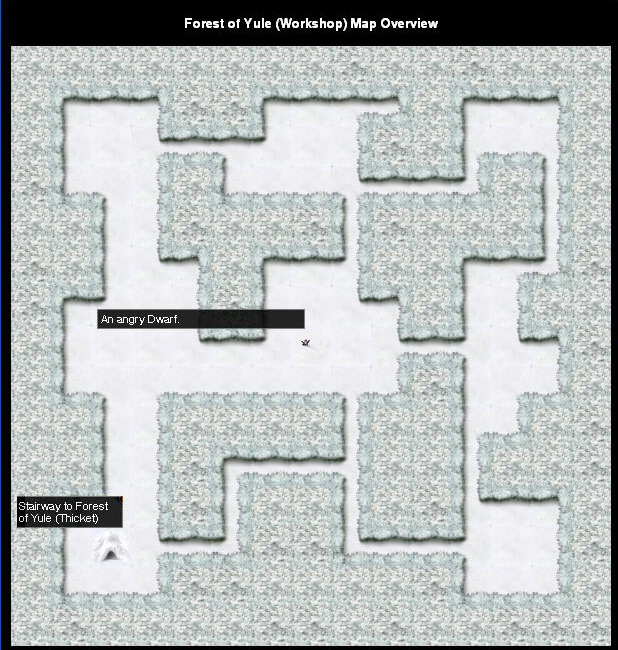 Forest of Yule (Workshop) Map Overview
An angry Dwarf.
Stairway to Forest
of Yule (Thicket)